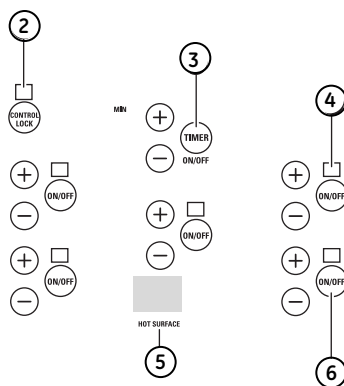 2
3
4
CONTROL
LOCK
MIN
+
TIMER
−
ON/OFF
+
ON/OFF
−
+
ON/OFF
−
+
ON/OFF
−
+
ON/OFF
−
+
ON/OFF
−
HOT SURFACE
5
6